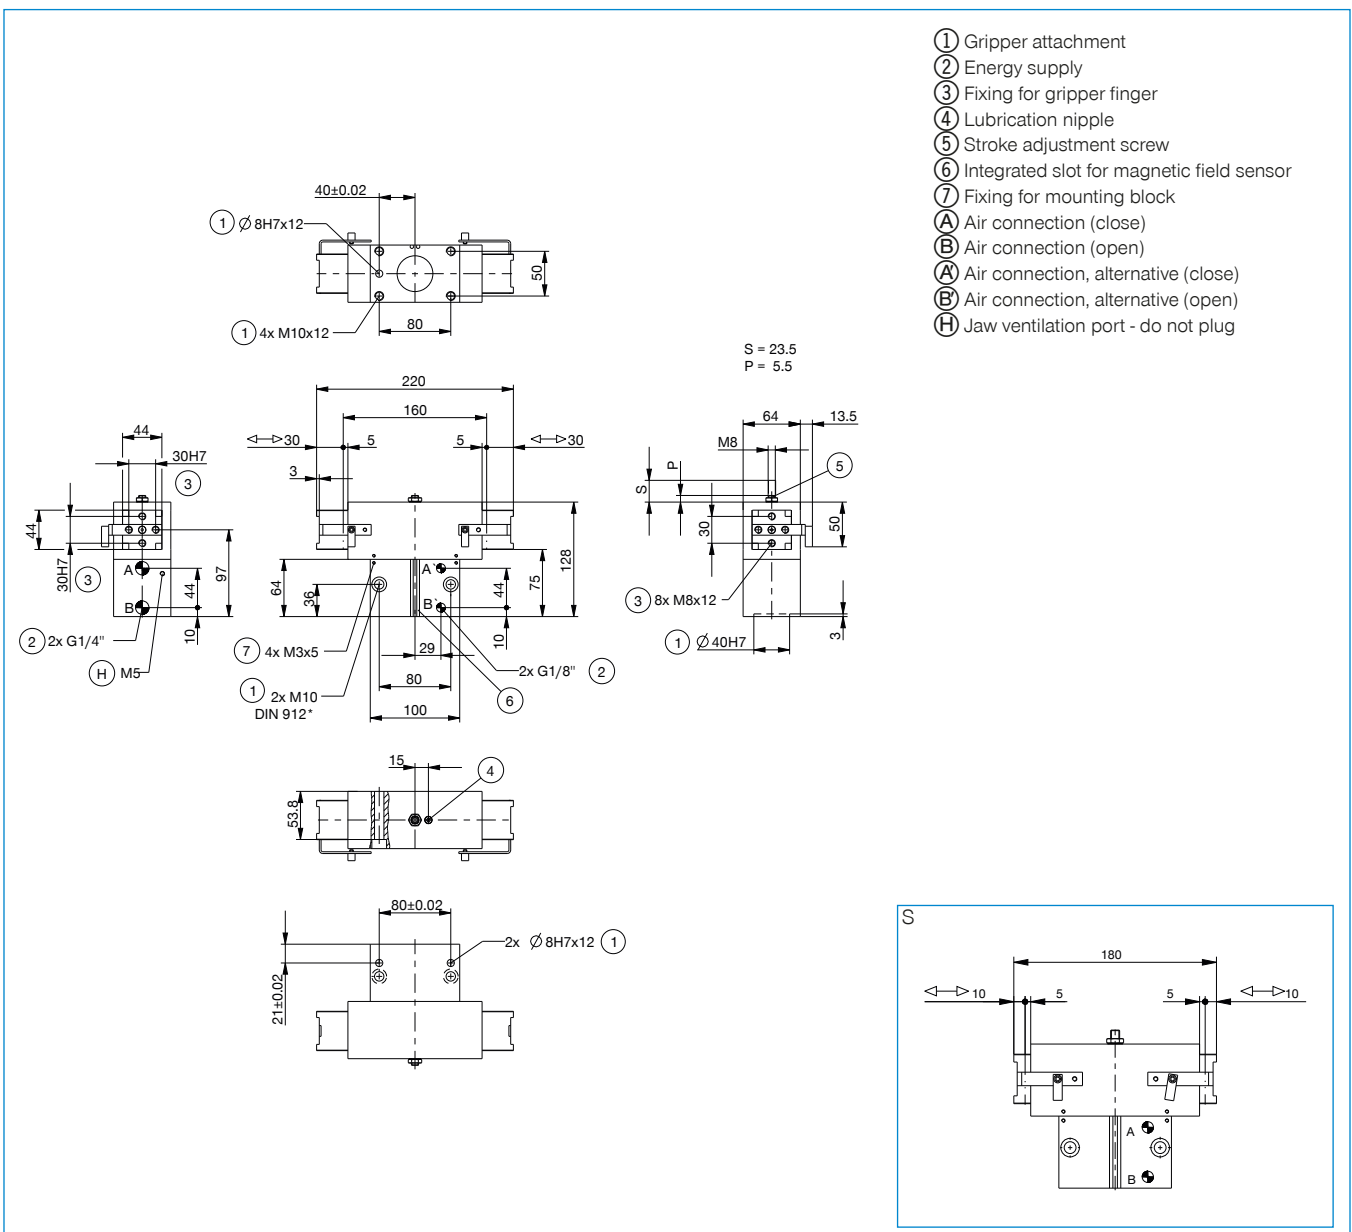 1 Gripper attachment
2 Energy supply
3 Fixing for gripper finger
4 Lubrication nipple
5 Stroke adjustment screw
6 Integrated slot for magnetic field sensor
7 Fixing for mounting block
A Air connection (close)
B Air connection (open)
A' Air connection, alternative (close)
B' Air connection, alternative (open)
H Jaw ventilation port - do not plug
40±0.02
1 Ø 8H7x12
50
1 4x M10x12
80
S = 23.5
P = 5.5
220
160
30
5
5
30
3
44
30H7
3
44
30H7
3
97
A
B
44
10
2 2x G1/4"
H M5
64
36
A`
B`
44
10
75
128
7 4x M3x5
29
80
100
1 2x M10
DIN 912*
2x G1/8" 2
6
64
13.5
M8
P
S
5
30
50
3 8x M8x12
1 Ø 40H7
3
15
4
53.8
80±0.02
2x Ø 8H7x12 1
21±0.02
S
180
10
5
5
10
A
B